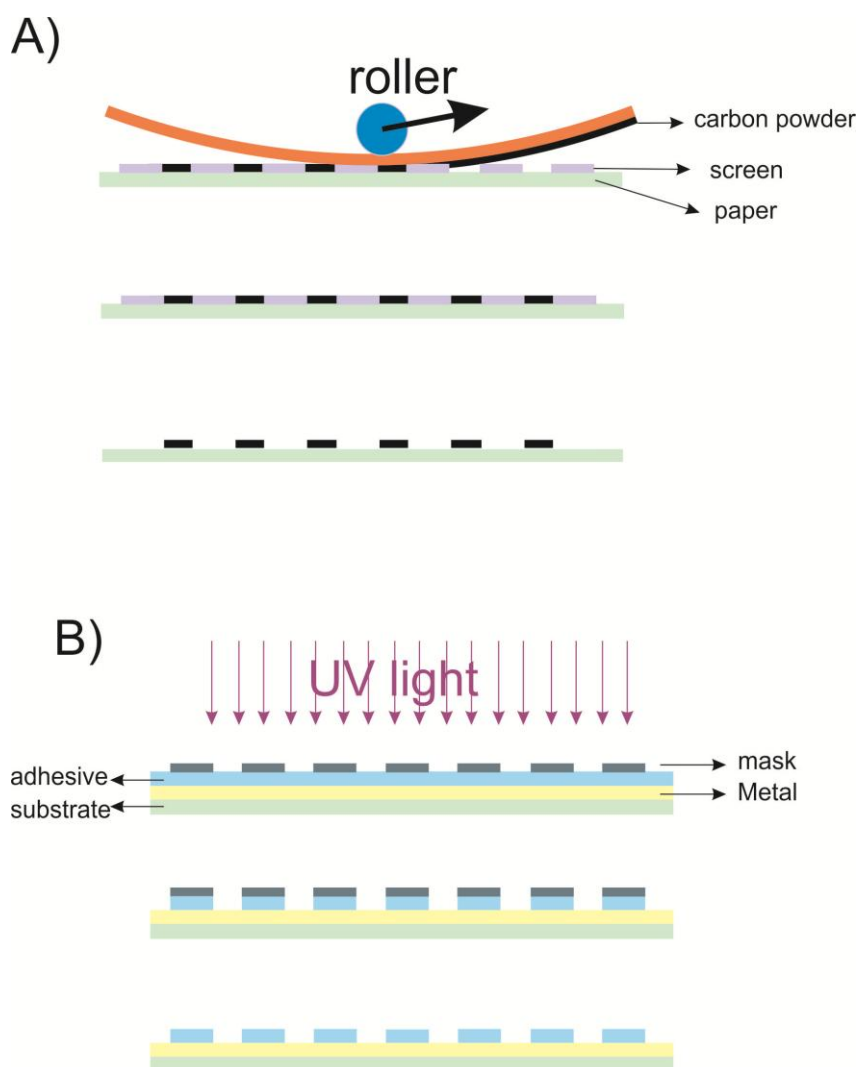 A)
roller
carbon powder
screen
paper
B)
UV light
adhesive
mask
substrate
Metal